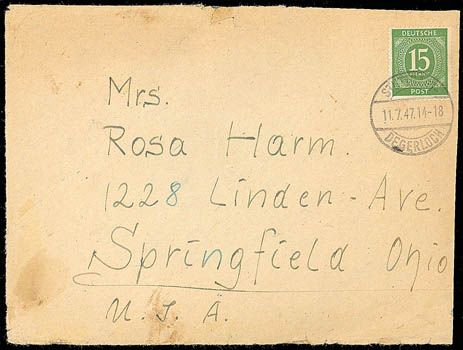 DEUTSCHE
15
POST
11.7.47.14-18
DEGERLOCH
Mrs.
Rosa Harm.
1228 Linden-Ave.
Springfield Ohio
U. S. A.